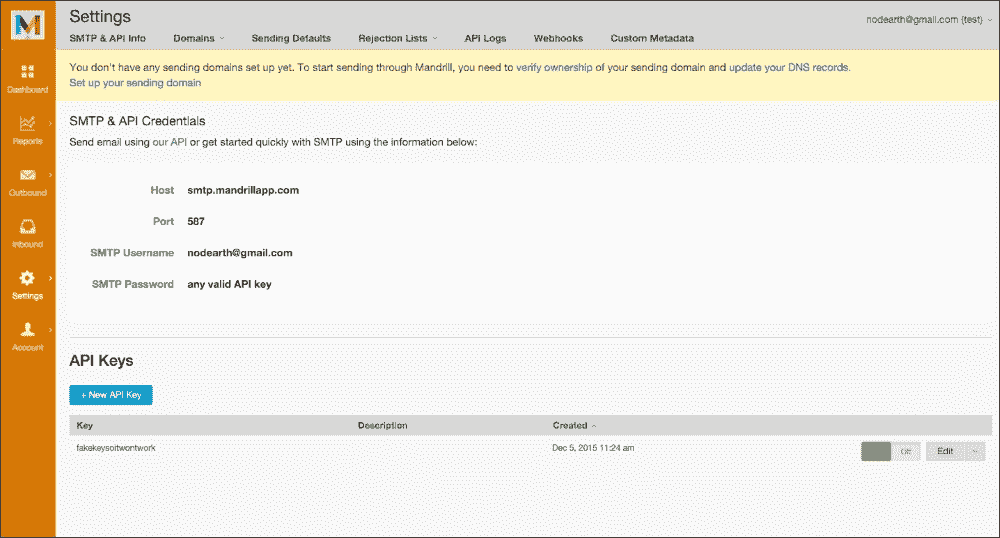 Settings
nodearth@gmail.com {test}
SMTP & API Info Domains Sending Defaults Rejection Lists API Logs Webhooks Custom Metadata
You don't have any sending domains set up yet. To start sending through Mandrill, you need to verify ownership of your sending domain and update your DNS records.
Set up your sending domain
Dashboard
Reports
Outbound
Inbound
Settings
Account
SMTP & API Credentials
Send email using our API or get started quickly with SMTP using the information below:
Host smtp.mandrillapp.com
Port 587
SMTP Username nodearth@gmail.com
SMTP Password any valid API key
API Keys
+ New API Key
Key Description Created
fakekeysoitwontwork Dec 5, 2015 11:24 am Off Edit